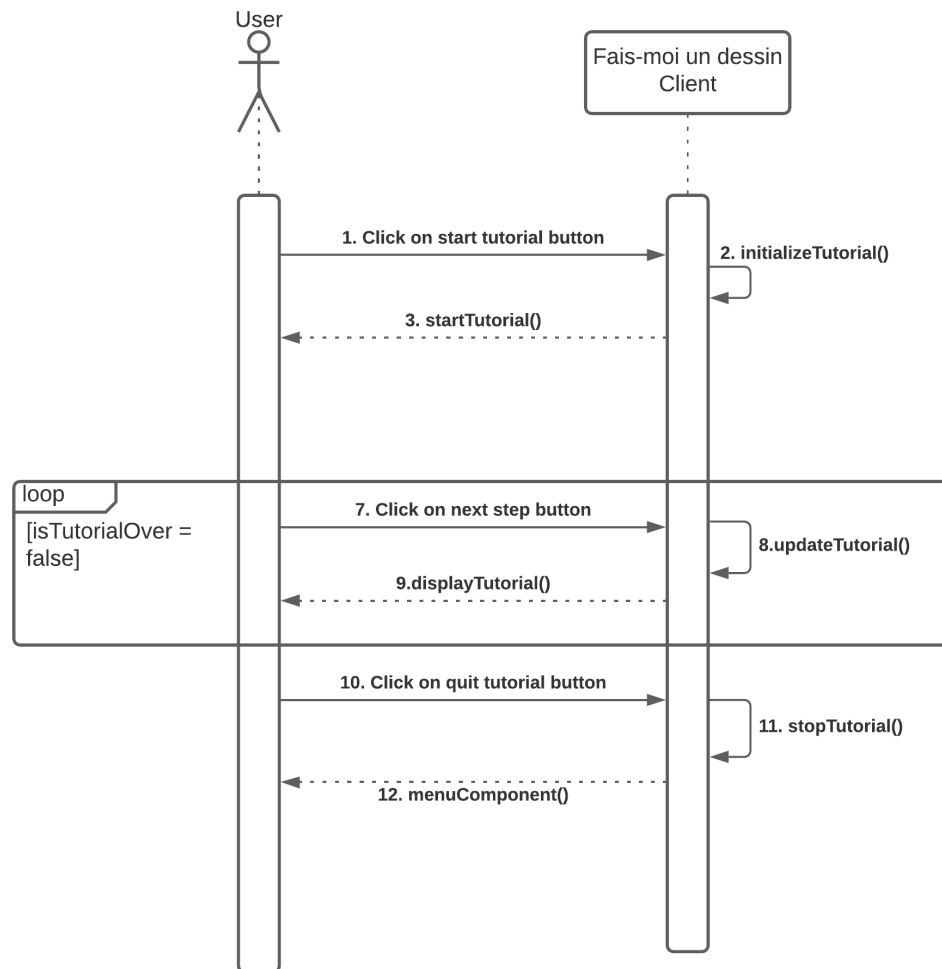 User
Fais-moi un dessin
Client
1. Click on start tutorial button
2. initializeTutorial()
3. startTutorial()
loop
[isTutorialOver =
false]
7. Click on next step button
8.updateTutorial()
9.displayTutorial()
10. Click on quit tutorial button
11. stopTutorial()
12. menuComponent()